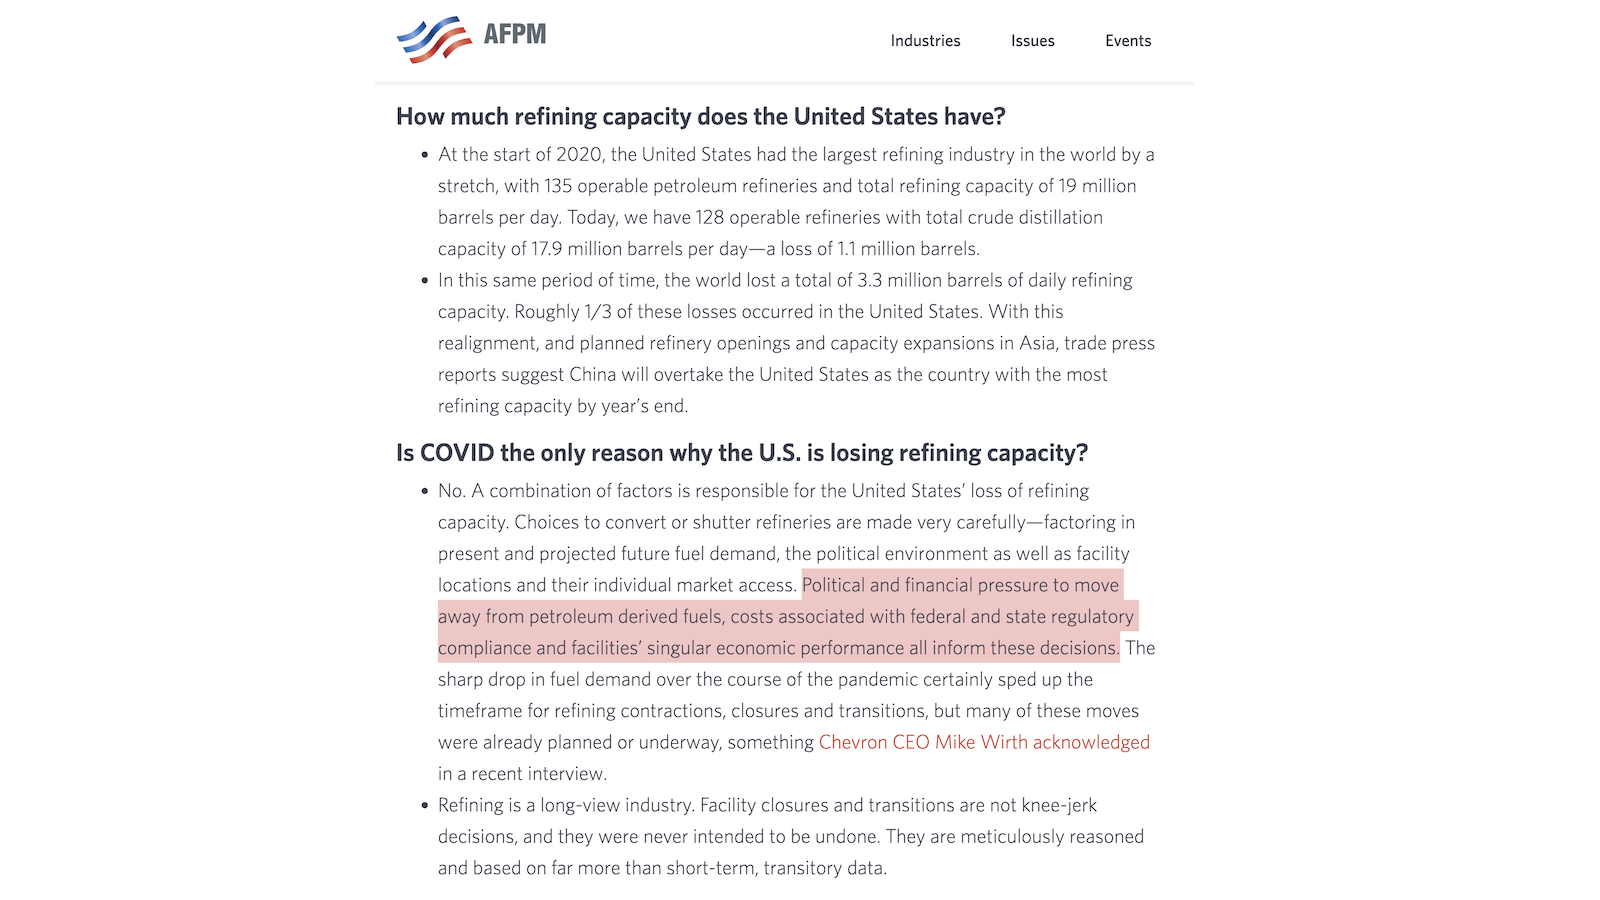 AFPM
Industries
Issues
Events
How much refining capacity does the United States have?
• At the start of 2020, the United States had the largest refining industry in the world by a
stretch, with 135 operable petroleum refineries and total refining capacity of 19 million
barrels per day. Today, we have 128 operable refineries with total crude distillation
capacity of 17.9 million barrels per day—a loss of 1.1 million barrels.
• In this same period of time, the world lost a total of 3.3 million barrels of daily refining
capacity. Roughly 1/3 of these losses occurred in the United States. With this
realignment, and planned refinery openings and capacity expansions in Asia, trade press
reports suggest China will overtake the United States as the country with the most
refining capacity by year’s end.
Is COVID the only reason why the U.S. is losing refining capacity?
• No. A combination of factors is responsible for the United States’ loss of refining
capacity. Choices to convert or shutter refineries are made very carefully—factoring in
present and projected future fuel demand, the political environment as well as facility
locations and their individual market access. Political and financial pressure to move
away from petroleum derived fuels, costs associated with federal and state regulatory
compliance and facilities’ singular economic performance all inform these decisions. The
sharp drop in fuel demand over the course of the pandemic certainly sped up the
timeframe for refining contractions, closures and transitions, but many of these moves
were already planned or underway, something Chevron CEO Mike Wirth acknowledged
in a recent interview.
• Refining is a long-view industry. Facility closures and transitions are not knee-jerk
decisions, and they were never intended to be undone. They are meticulously reasoned
and based on far more than short-term, transitory data.